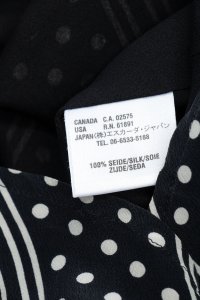 CANADA C.A. 02575
USA R.N. 61691
JAPAN(株)エスカーダ・ジャパン
TEL. 06-6533-5188
100% SEIDE/SILK/SOIE
ZIJDE/SEDA